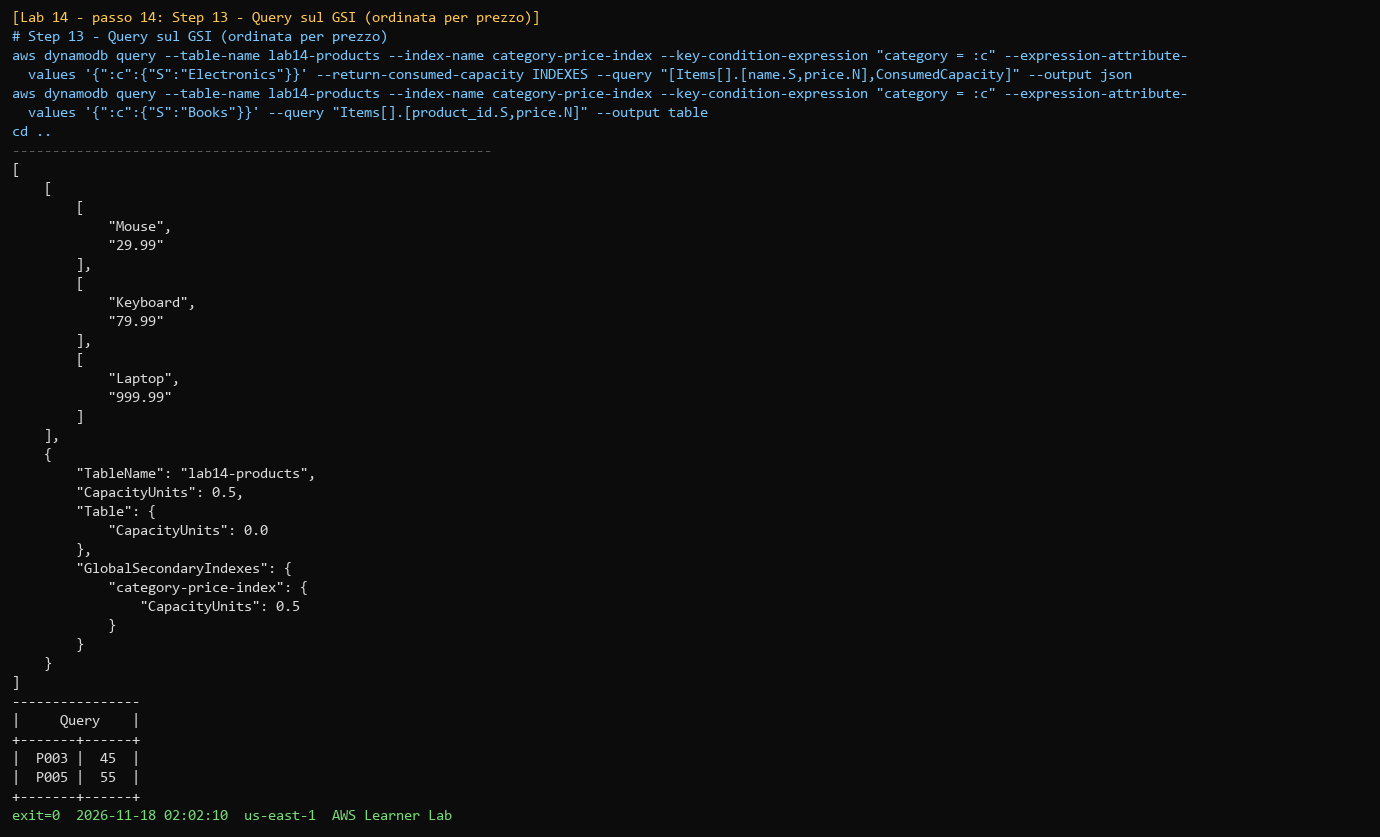 [Lab 14 - passo 14: Step 13 - Query sul GSI (ordinata per prezzo)]
# Step 13 - Query sul GSI (ordinata per prezzo)
aws dynamodb query --table-name lab14-products --index-name category-price-index --key-condition-expression "category = :c" --expression-attribute-
  values '{":c":{"S":"Electronics"}}' --return-consumed-capacity INDEXES --query "[Items[].[name.S,price.N],ConsumedCapacity]" --output json
aws dynamodb query --table-name lab14-products --index-name category-price-index --key-condition-expression "category = :c" --expression-attribute-
  values '{":c":{"S":"Books"}}' --query "Items[].[product_id.S,price.N]" --output table
cd ..
------------------------------------------------------------
[
    [
        [
            "Mouse",
            "29.99"
        ],
        [
            "Keyboard",
            "79.99"
        ],
        [
            "Laptop",
            "999.99"
        ]
    ],
    {
        "TableName": "lab14-products",
        "CapacityUnits": 0.5,
        "Table": {
            "CapacityUnits": 0.0
        },
        "GlobalSecondaryIndexes": {
            "category-price-index": {
                "CapacityUnits": 0.5
            }
        }
    }
]
----------------
|     Query    |
+-------+------+
|  P003 |  45  |
|  P005 |  55  |
+-------+------+
exit=0  2026-11-18 02:02:10  us-east-1  AWS Learner Lab